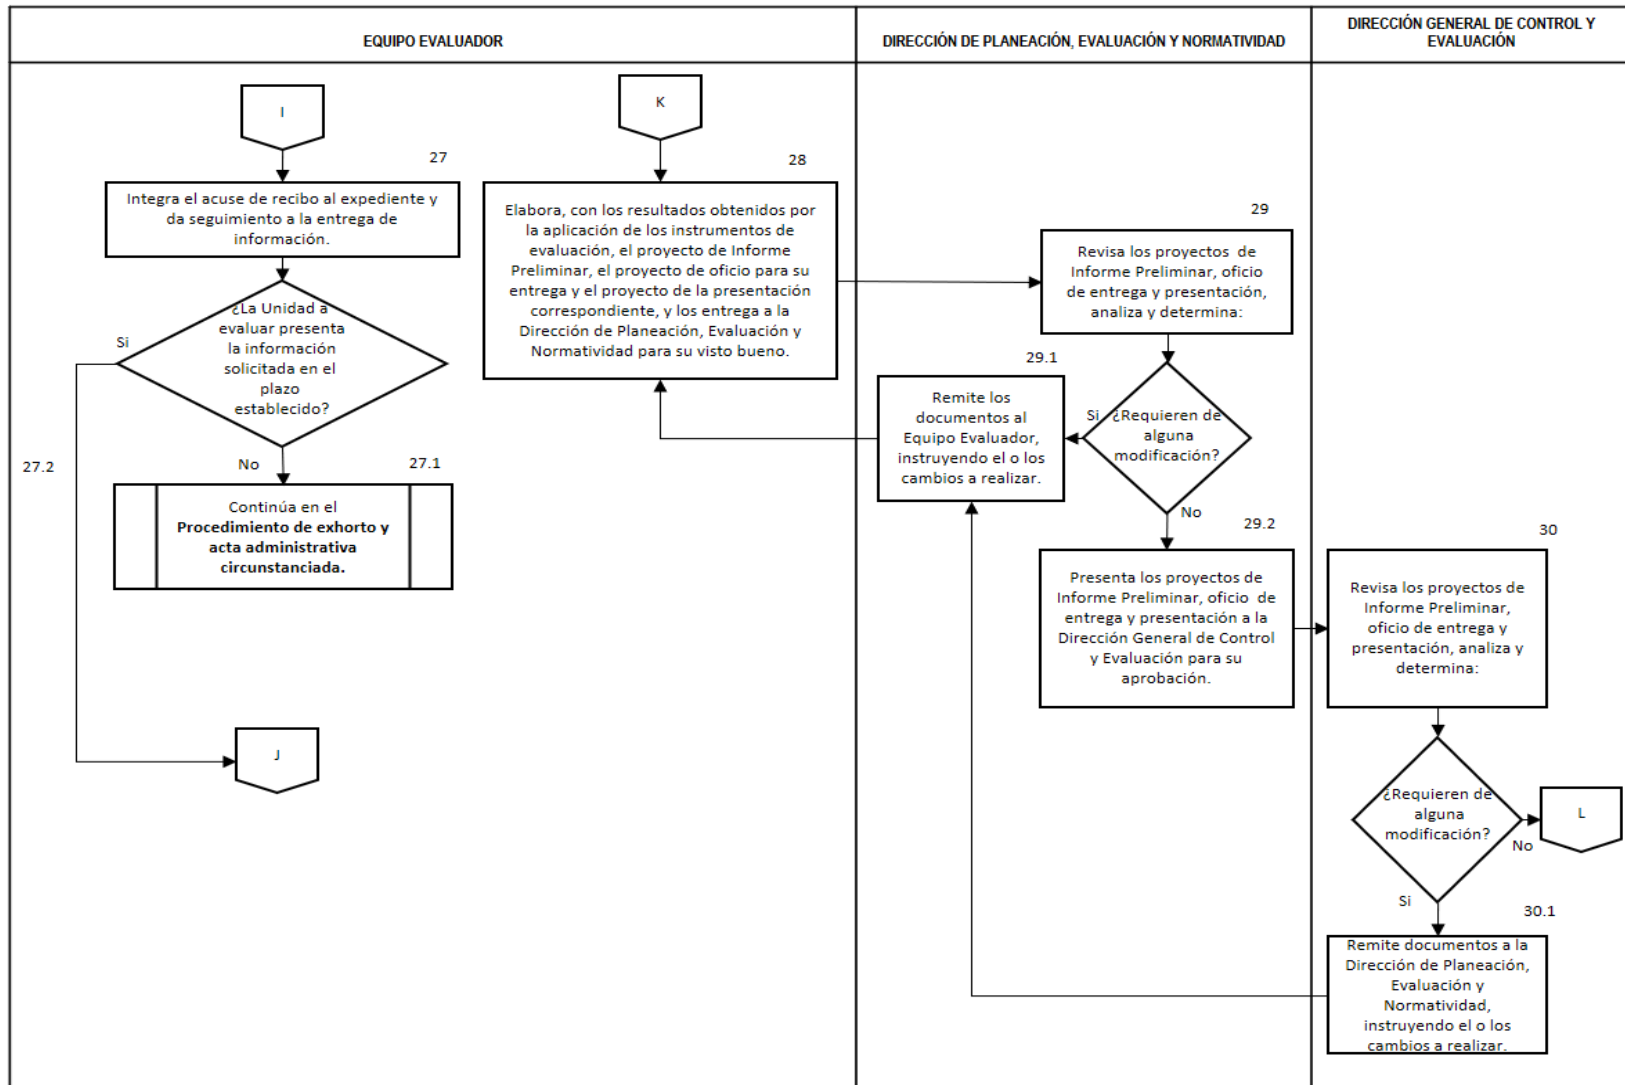 EQUIPO EVALUADOR
DIRECCIÓN DE PLANEACIÓN, EVALUACIÓN Y NORMATIVIDAD
DIRECCIÓN GENERAL DE CONTROL Y
EVALUACIÓN
I
27
Integra el acuse de recibo al expediente y
da seguimiento a la entrega de
información.
¿La Unidad a
evaluar presenta
la información
solicitada en el
plazo
establecido?
Si
27.2
No
27.1
Continúa en el
Procedimiento de exhorto y
acta administrativa
circunstanciada.
J
K
28
Elabora, con los resultados obtenidos por
la aplicación de los instrumentos de
evaluación, el proyecto de Informe
Preliminar, el proyecto de oficio para su
entrega y el proyecto de la presentación
correspondiente, y los entrega a la
Dirección de Planeación, Evaluación y
Normatividad para su visto bueno.
29
Revisa los proyectos de
Informe Preliminar, oficio
de entrega y presentación,
analiza y determina:
29.1
Remite los
documentos al
Equipo Evaluador,
instruyendo el o los
cambios a realizar.
Si
¿Requieren de
alguna
modificación?
No
29.2
Presenta los proyectos de
Informe Preliminar, oficio de
entrega y presentación a la
Dirección General de Control
y Evaluación para su
aprobación.
30
Revisa los proyectos de
Informe Preliminar,
oficio de entrega y
presentación, analiza y
determina:
¿Requieren de
alguna
modificación?
No
L
Si
30.1
Remite documentos a la
Dirección de Planeación,
Evaluación y
Normatividad,
instruyendo el o los
cambios a realizar.